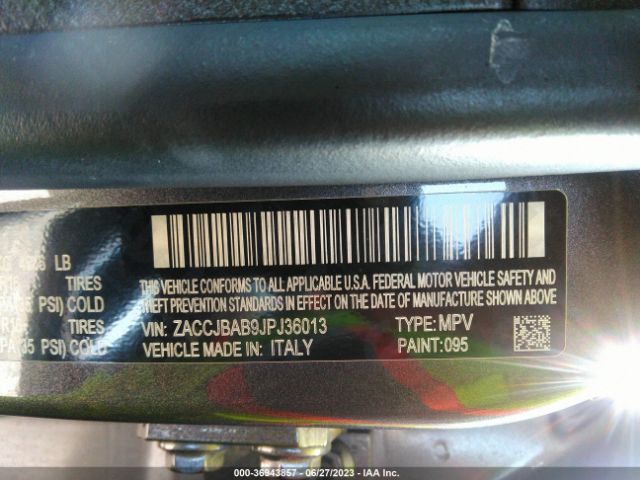 LB
TIRES
PSI) COLD
TIRES
(35 PSI) COLD
THIS VEHICLE CONFORMS TO ALL APPLICABLE U.S.A. FEDERAL MOTOR VEHICLE SAFETY AND
THEFT PREVENTION STANDARDS IN EFFECT ON THE DATE OF MANUFACTURE SHOWN ABOVE
VIN: ZACCJBAB9JPJ36013 TYPE: MPV
VEHICLE MADE IN: ITALY PAINT: 095
000-36943857 - 06/27/2023 - IAA Inc.